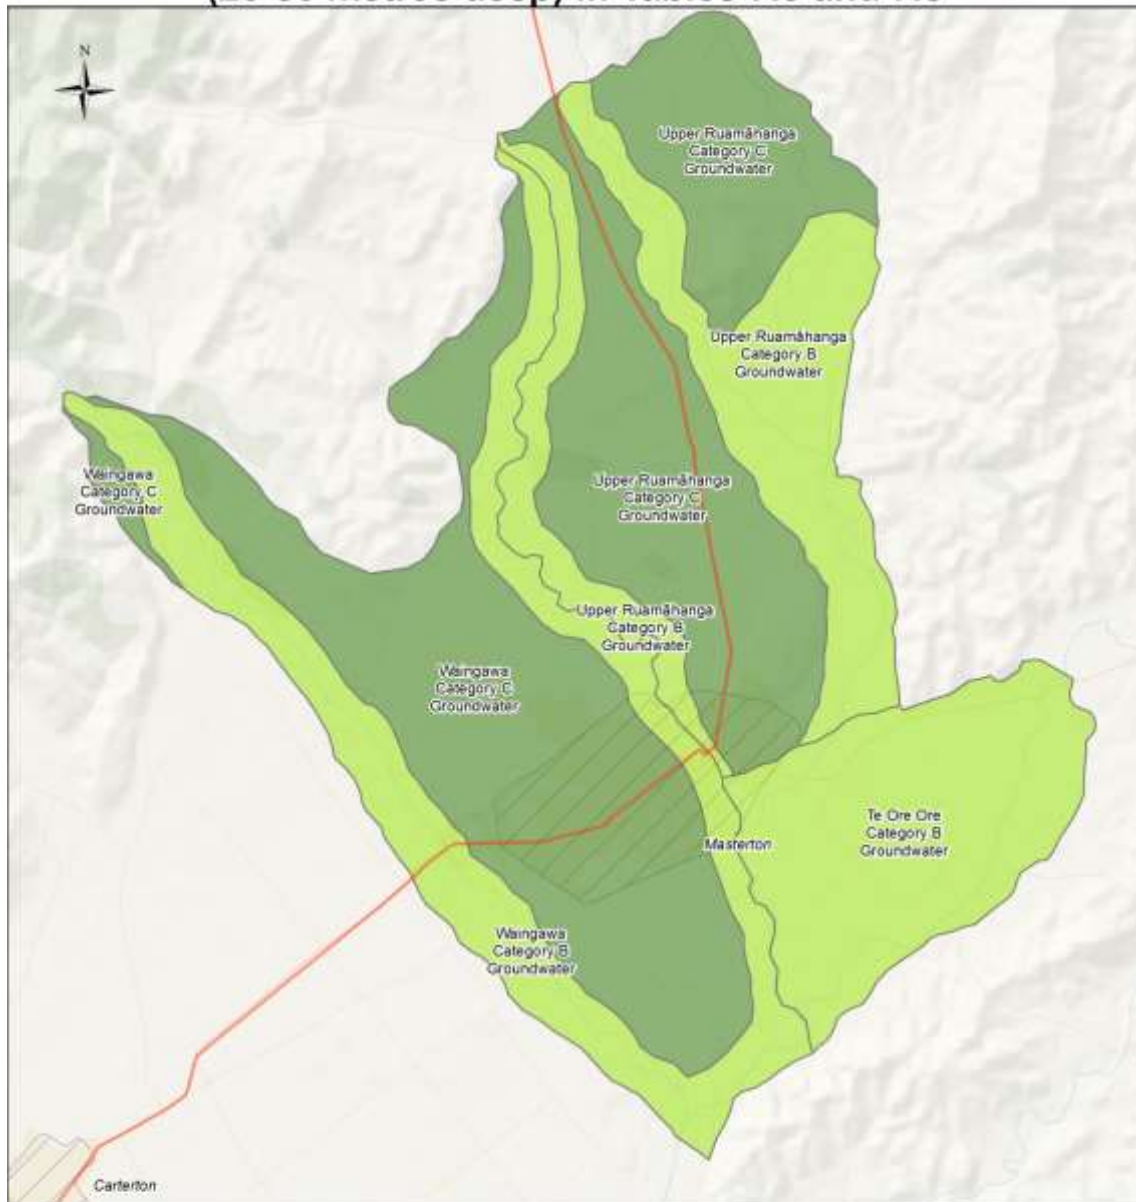 N
Upper Ruamāhanga
Category C
Groundwater
Upper Ruamāhanga
Category B
Groundwater
Waingawa
Category C
Groundwater
Upper Ruamāhanga
Category C
Groundwater
Upper Ruamāhanga
Category B
Groundwater
Waingawa
Category C
Groundwater
Te Ore Ore
Category B
Groundwater
Masterton
Waingawa
Category B
Groundwater
Carterton